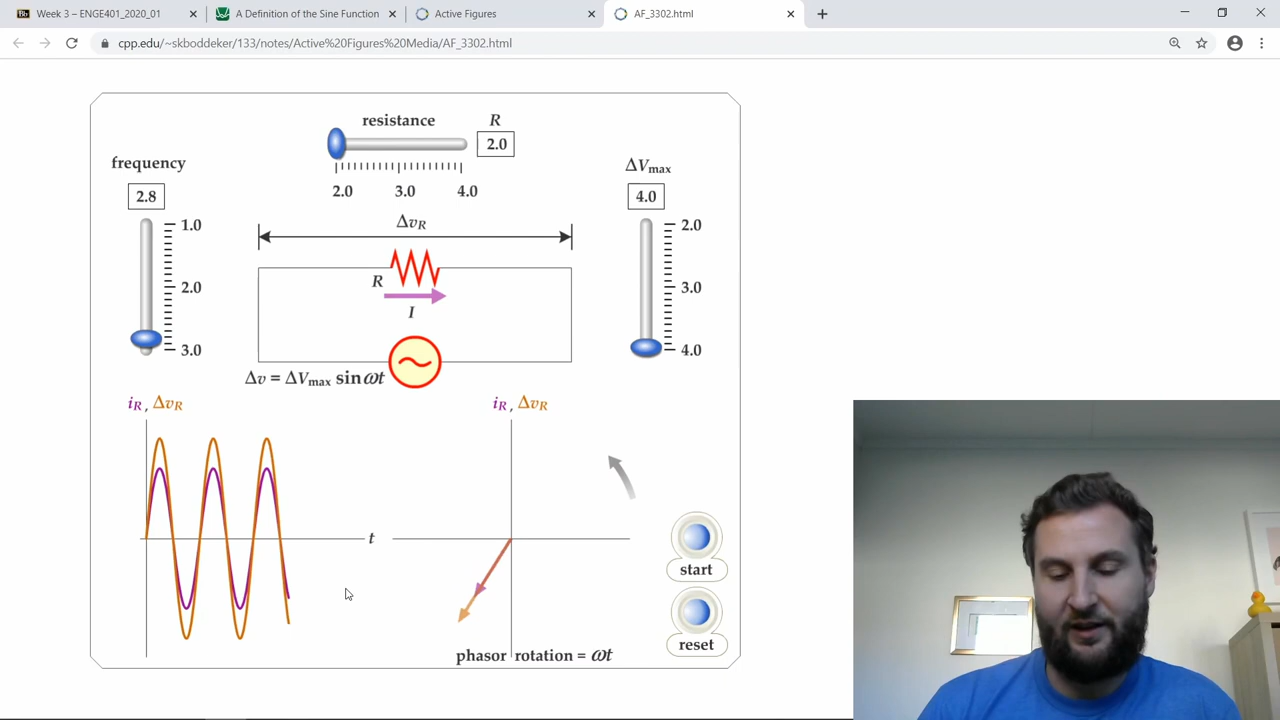 Week 3 – ENGE401_2020_01
A Definition of the Sine Function
Active Figures
AF_3302.html
cpp.edu/~skboddeker/133/notes/Active%20Figures%20Media/AF_3302.html
resistance R
2.0
2.0 3.0 4.0
frequency
2.8
1.0
2.0
3.0
ΔVmax
4.0
2.0
3.0
4.0
ΔvR
R
I
Δv = ΔVmax sin ωt
iR , ΔvR
t
iR , ΔvR
start
reset
phasor rotation = ωt